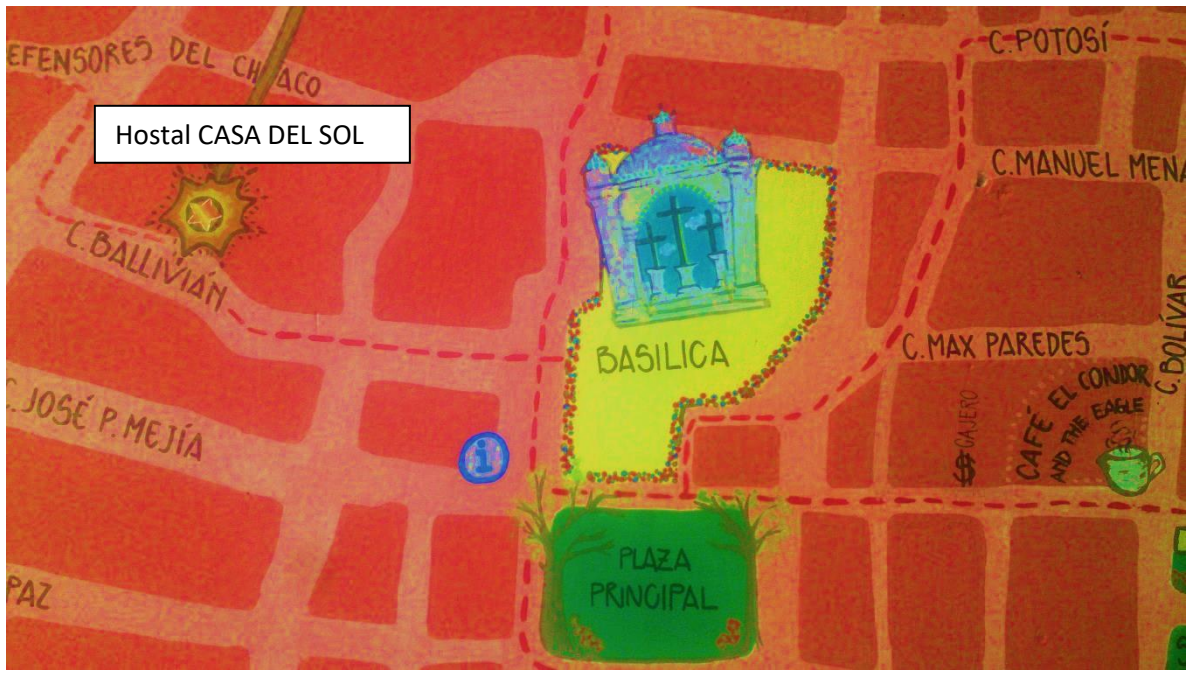 EFENSORES DEL CHACO
C. POTOSÍ
Hostal CASA DEL SOL
C. MANUEL MENA
C. BALLIVIÁN
BASILICA
C. MAX PAREDES
C. BOLÍVAR
C. JOSÉ P. MEJÍA
i
$ CAJERO
CAFÉ EL CONDOR
AND THE EAGLE
PLAZA
PRINCIPAL
PAZ